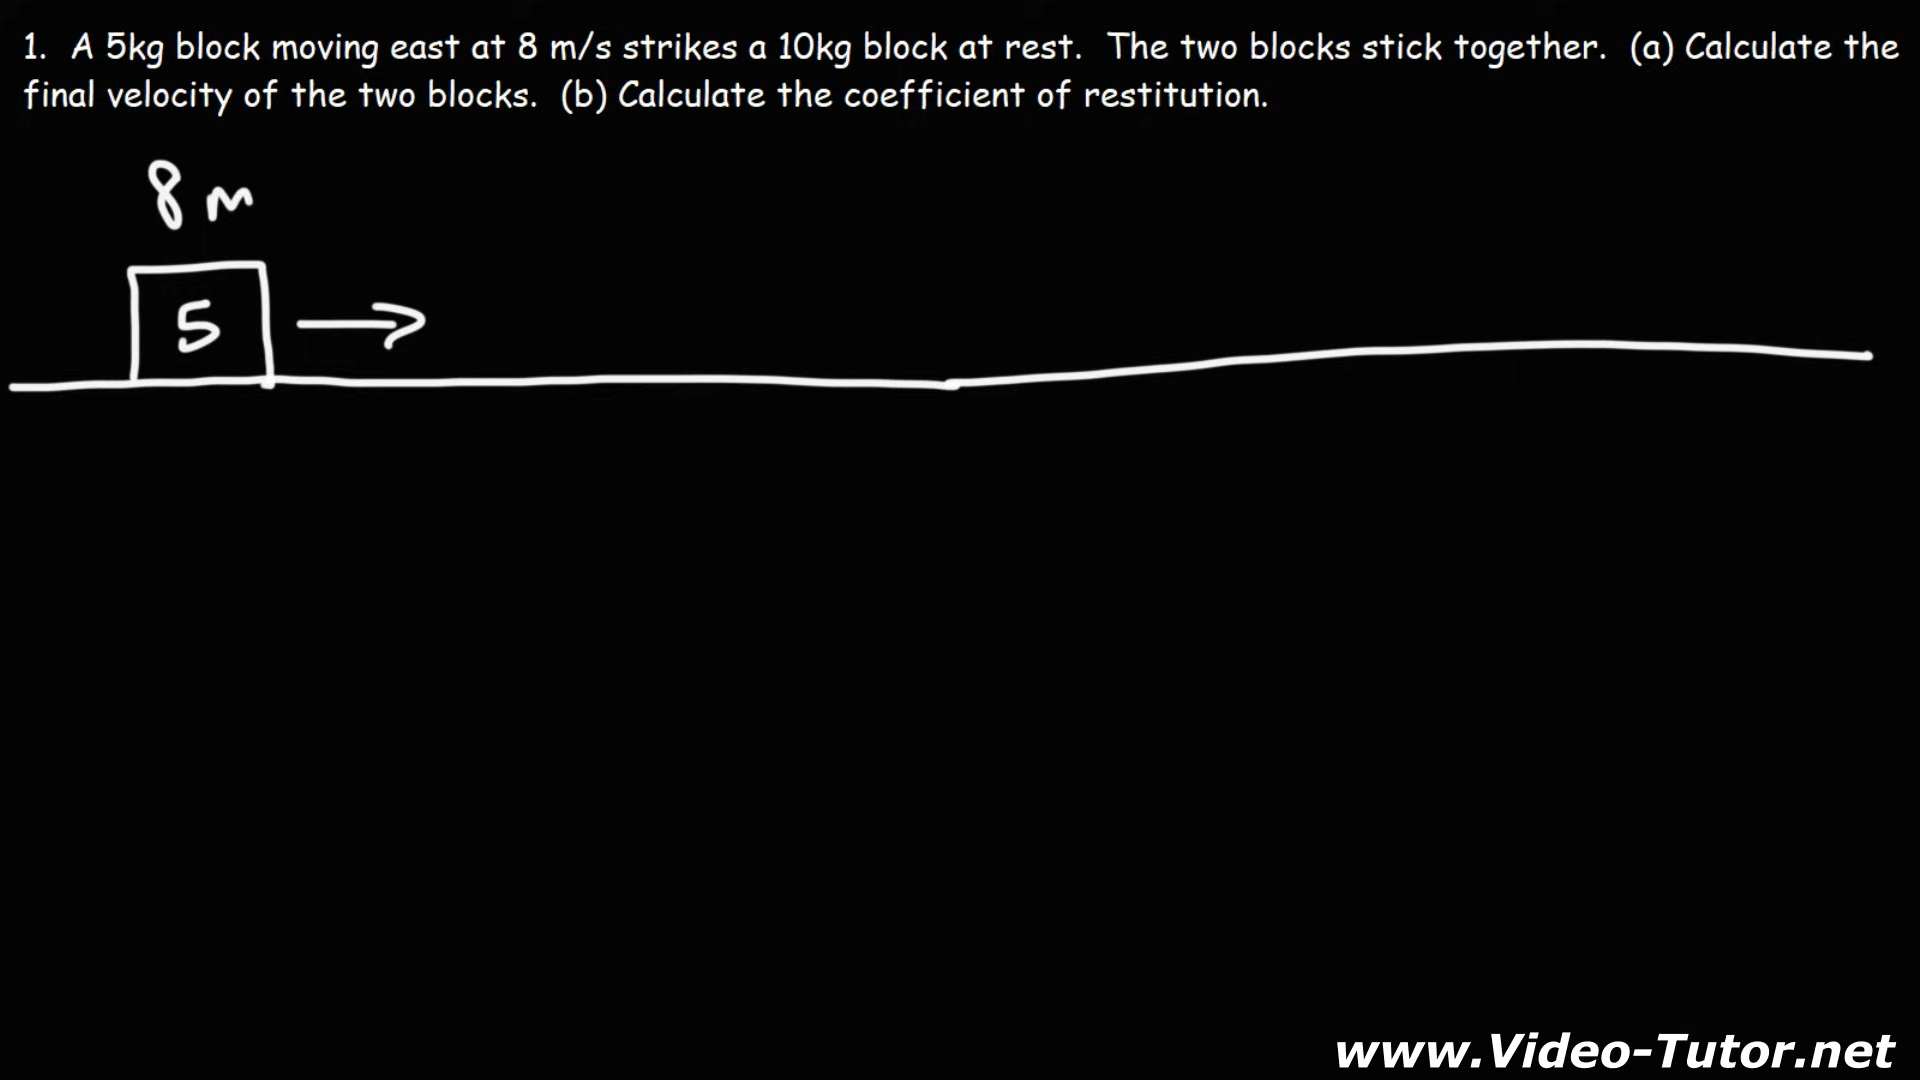 1. A 5kg block moving east at 8 m/s strikes a 10kg block at rest. The two blocks stick together. (a) Calculate the
final velocity of the two blocks. (b) Calculate the coefficient of restitution.
8 m
5
www.Video-Tutor.net